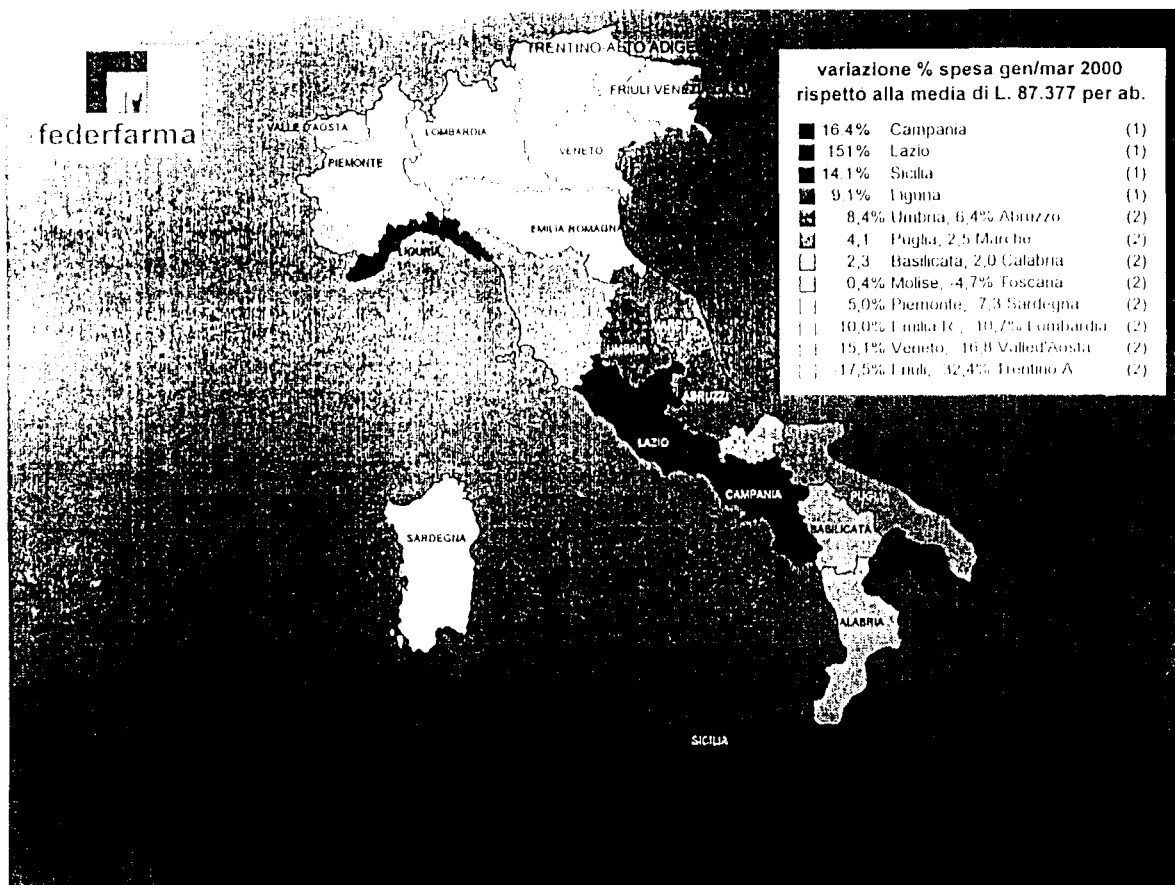 federfarma
TRENTINO-ALTO ADIGE
FRIULI VENEZIA
VALLE D'AOSTA
LOMBARDIA
VENETO
PIEMONTE
EMILIA ROMAGNA
LIGURIA
UMBRIA
ABRUZZI
LAZIO
CAMPANIA
PUGLIA
BASILICATA
SARDEGNA
ALABRIA
SICILIA
variazione % spesa gen/mar 2000
rispetto alla media di L. 87.377 per ab.
16.4% Campania (1)
151% Lazio (1)
14.1% Sicilia (1)
9.1% Liguria (1)
8,4% Umbria, 6,4% Abruzzo (2)
4,1 Puglia, 2,5 Marche (2)
2,3 Basilicata, 2,0 Calabria (2)
0,4% Molise, -4,7% Toscana (2)
5,0% Piemonte, 7,3 Sardegna (2)
10,0% Emilia R., 10,7% Lombardia (2)
15,1% Veneto, 16,8 Valled'Aosta (2)
-17,5% Friuli, 32,4% Trentino A (2)